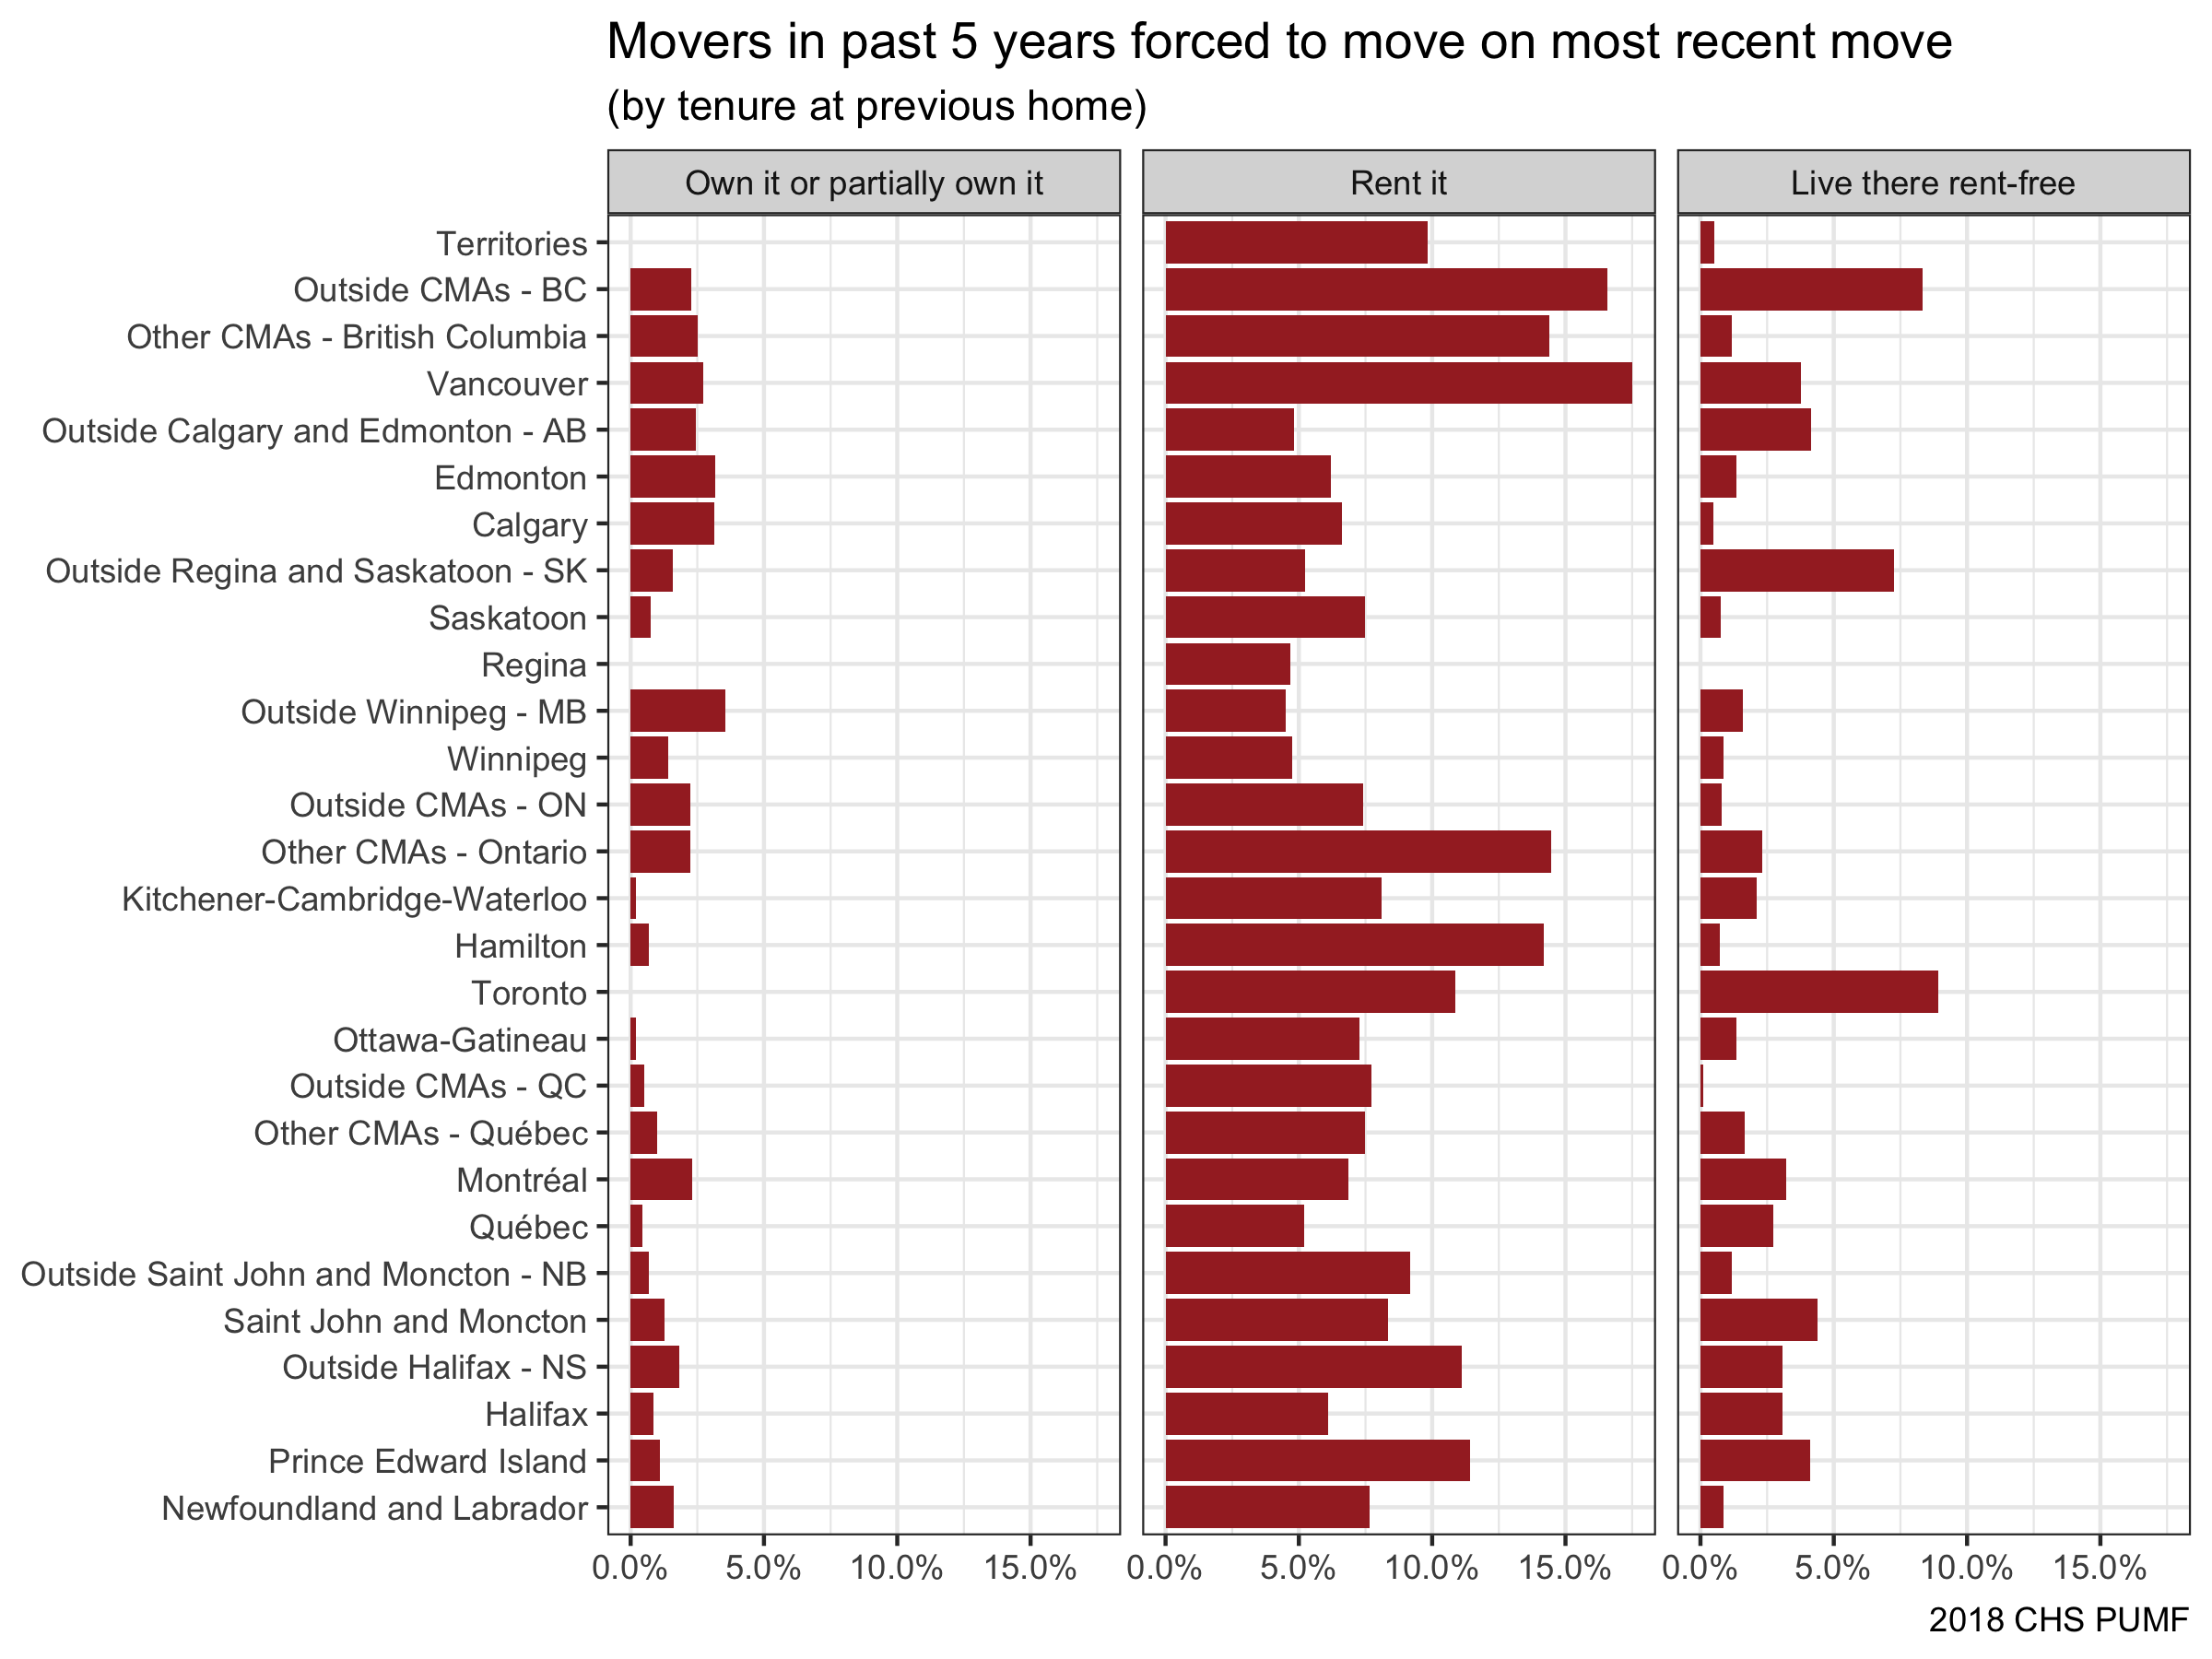 Movers in past 5 years forced to move on most recent move
(by tenure at previous home)
Own it or partially own it
Rent it
Live there rent-free
Territories
Outside CMAs - BC
Other CMAs - British Columbia
Vancouver
Outside Calgary and Edmonton - AB
Edmonton
Calgary
Outside Regina and Saskatoon - SK
Saskatoon
Regina
Outside Winnipeg - MB
Winnipeg
Outside CMAs - ON
Other CMAs - Ontario
Kitchener-Cambridge-Waterloo
Hamilton
Toronto
Ottawa-Gatineau
Outside CMAs - QC
Other CMAs - Québec
Montréal
Québec
Outside Saint John and Moncton - NB
Saint John and Moncton
Outside Halifax - NS
Halifax
Prince Edward Island
Newfoundland and Labrador
0.0% 5.0% 10.0% 15.0% 0.0% 5.0% 10.0% 15.0% 0.0% 5.0% 10.0% 15.0%
2018 CHS PUMF